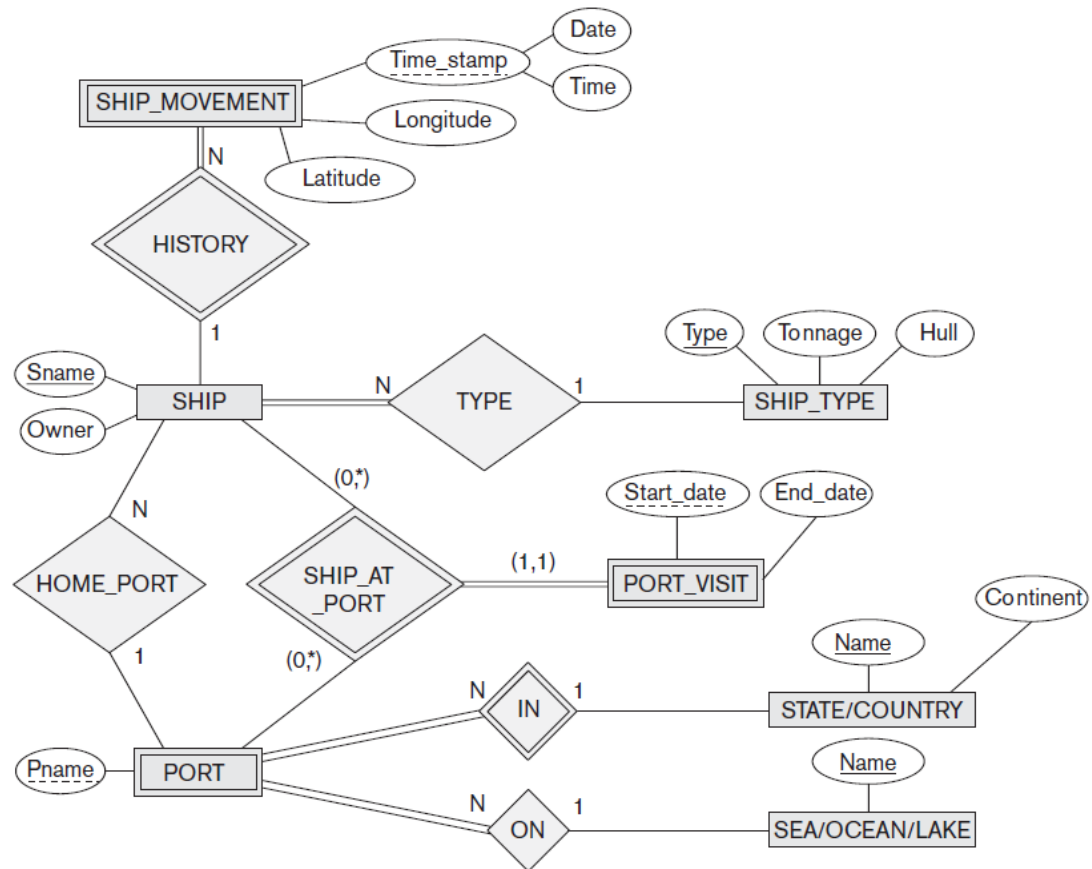 Date
Time_stamp
Time
SHIP_MOVEMENT
Longitude
N
Latitude
HISTORY
1
Type
Tonnage
Hull
Sname
N
TYPE
1
SHIP
SHIP_TYPE
Owner
(0,*)
Start_date
End_date
N
(1,1)
HOME_PORT
SHIP_AT
_PORT
PORT_VISIT
Continent
1
(0,*)
Name
N
IN
1
STATE/COUNTRY
Pname
PORT
Name
N
ON
1
SEA/OCEAN/LAKE